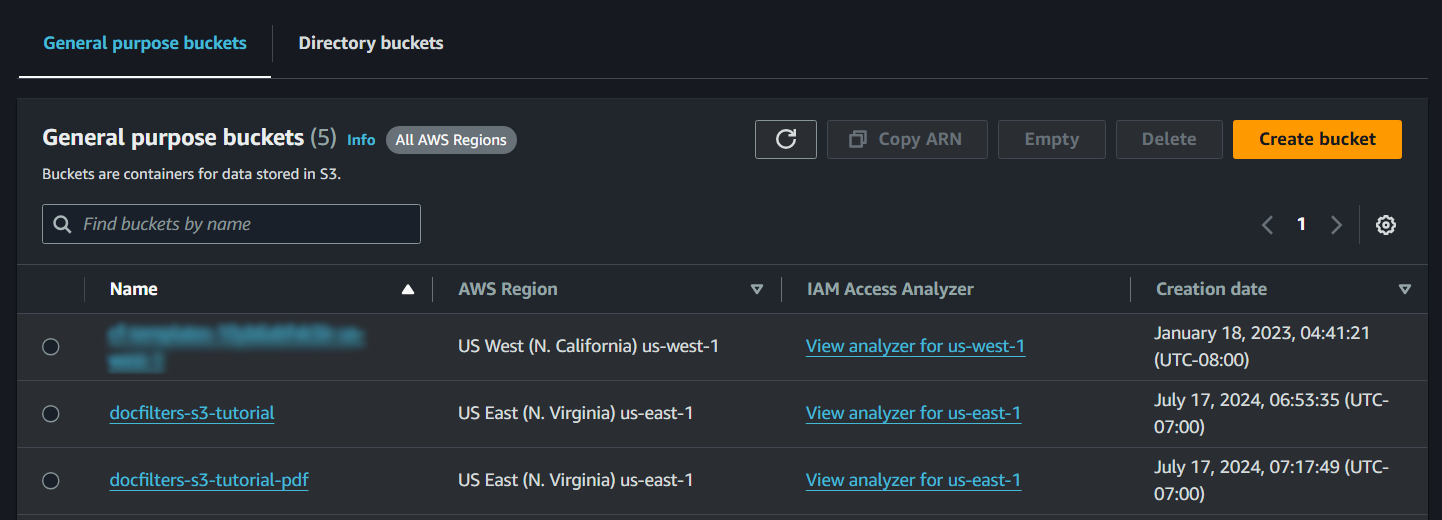 General purpose buckets Directory buckets
General purpose buckets (5) Info All AWS Regions Copy ARN Empty Delete Create bucket
Buckets are containers for data stored in S3.
Find buckets by name 1
Name AWS Region IAM Access Analyzer Creation date
US West (N. California) us-west-1 View analyzer for us-west-1 January 18, 2023, 04:41:21
(UTC-08:00)
docfilters-s3-tutorial US East (N. Virginia) us-east-1 View analyzer for us-east-1 July 17, 2024, 06:53:35 (UTC-
07:00)
docfilters-s3-tutorial-pdf US East (N. Virginia) us-east-1 View analyzer for us-east-1 July 17, 2024, 07:17:49 (UTC-
07:00)